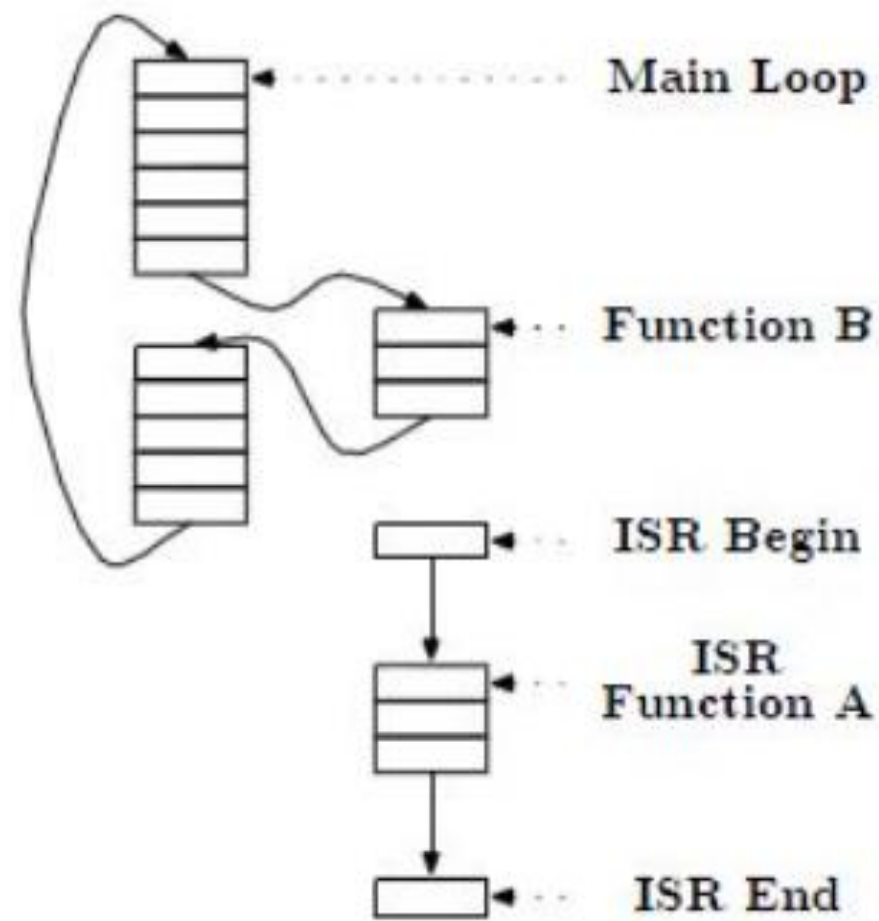 Main Loop
Function B
ISR Begin
ISR
Function A
ISR End